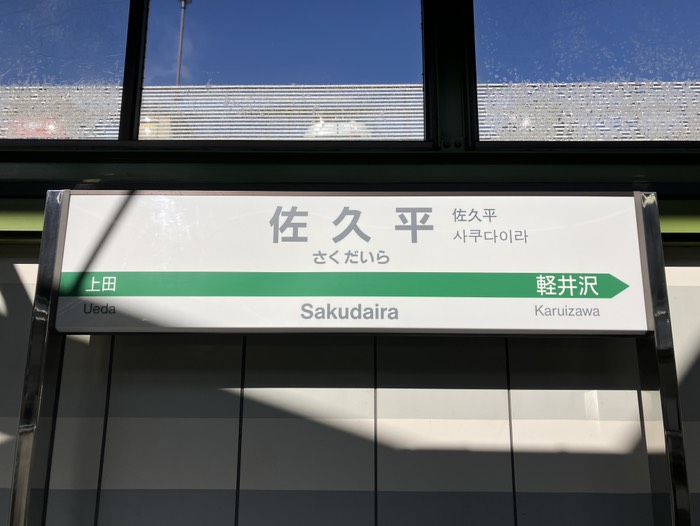 佐久平
佐久平
사쿠다이라
さくだいら
上田
軽井沢
Ueda
Sakudaira
Karuizawa